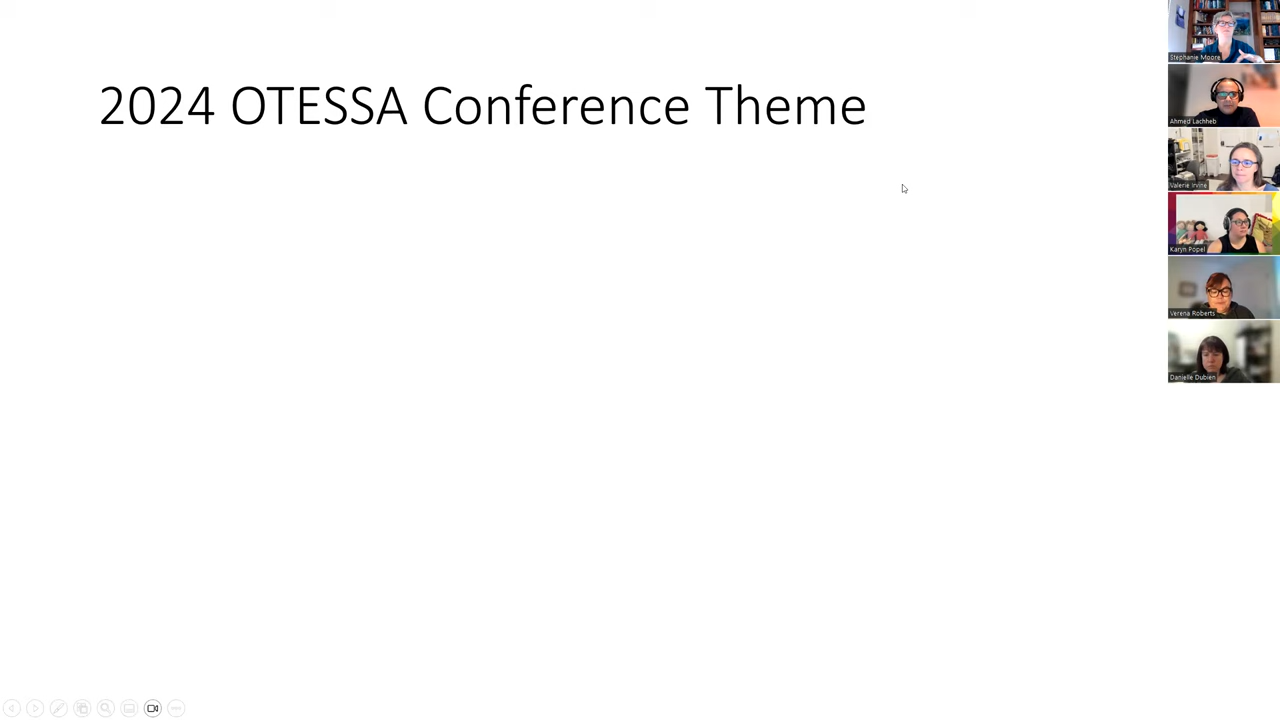 2024 OTESSA Conference Theme
Stephanie Moore
Ahmed Lachheb
Valerie Irvine
Karyn Popel
Verena Roberts
Danielle Dubien